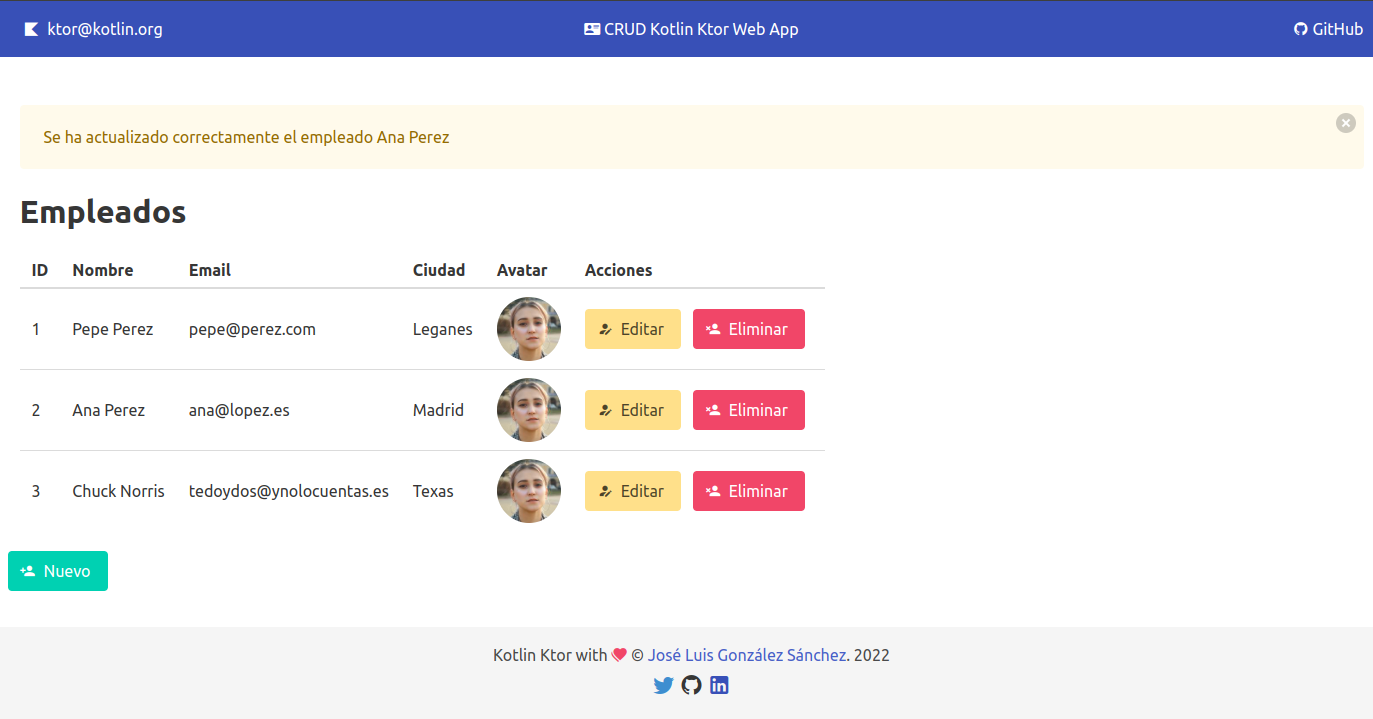 ktor@kotlin.org CRUD Kotlin Ktor Web App GitHub
Se ha actualizado correctamente el empleado Ana Perez
Empleados
ID Nombre Email Ciudad Avatar Acciones
1 Pepe Perez pepe@perez.com Leganes Editar Eliminar
2 Ana Perez ana@lopez.es Madrid Editar Eliminar
3 Chuck Norris tedoydos@ynolocuentas.es Texas Editar Eliminar
Nuevo
Kotlin Ktor with © José Luis González Sánchez. 2022